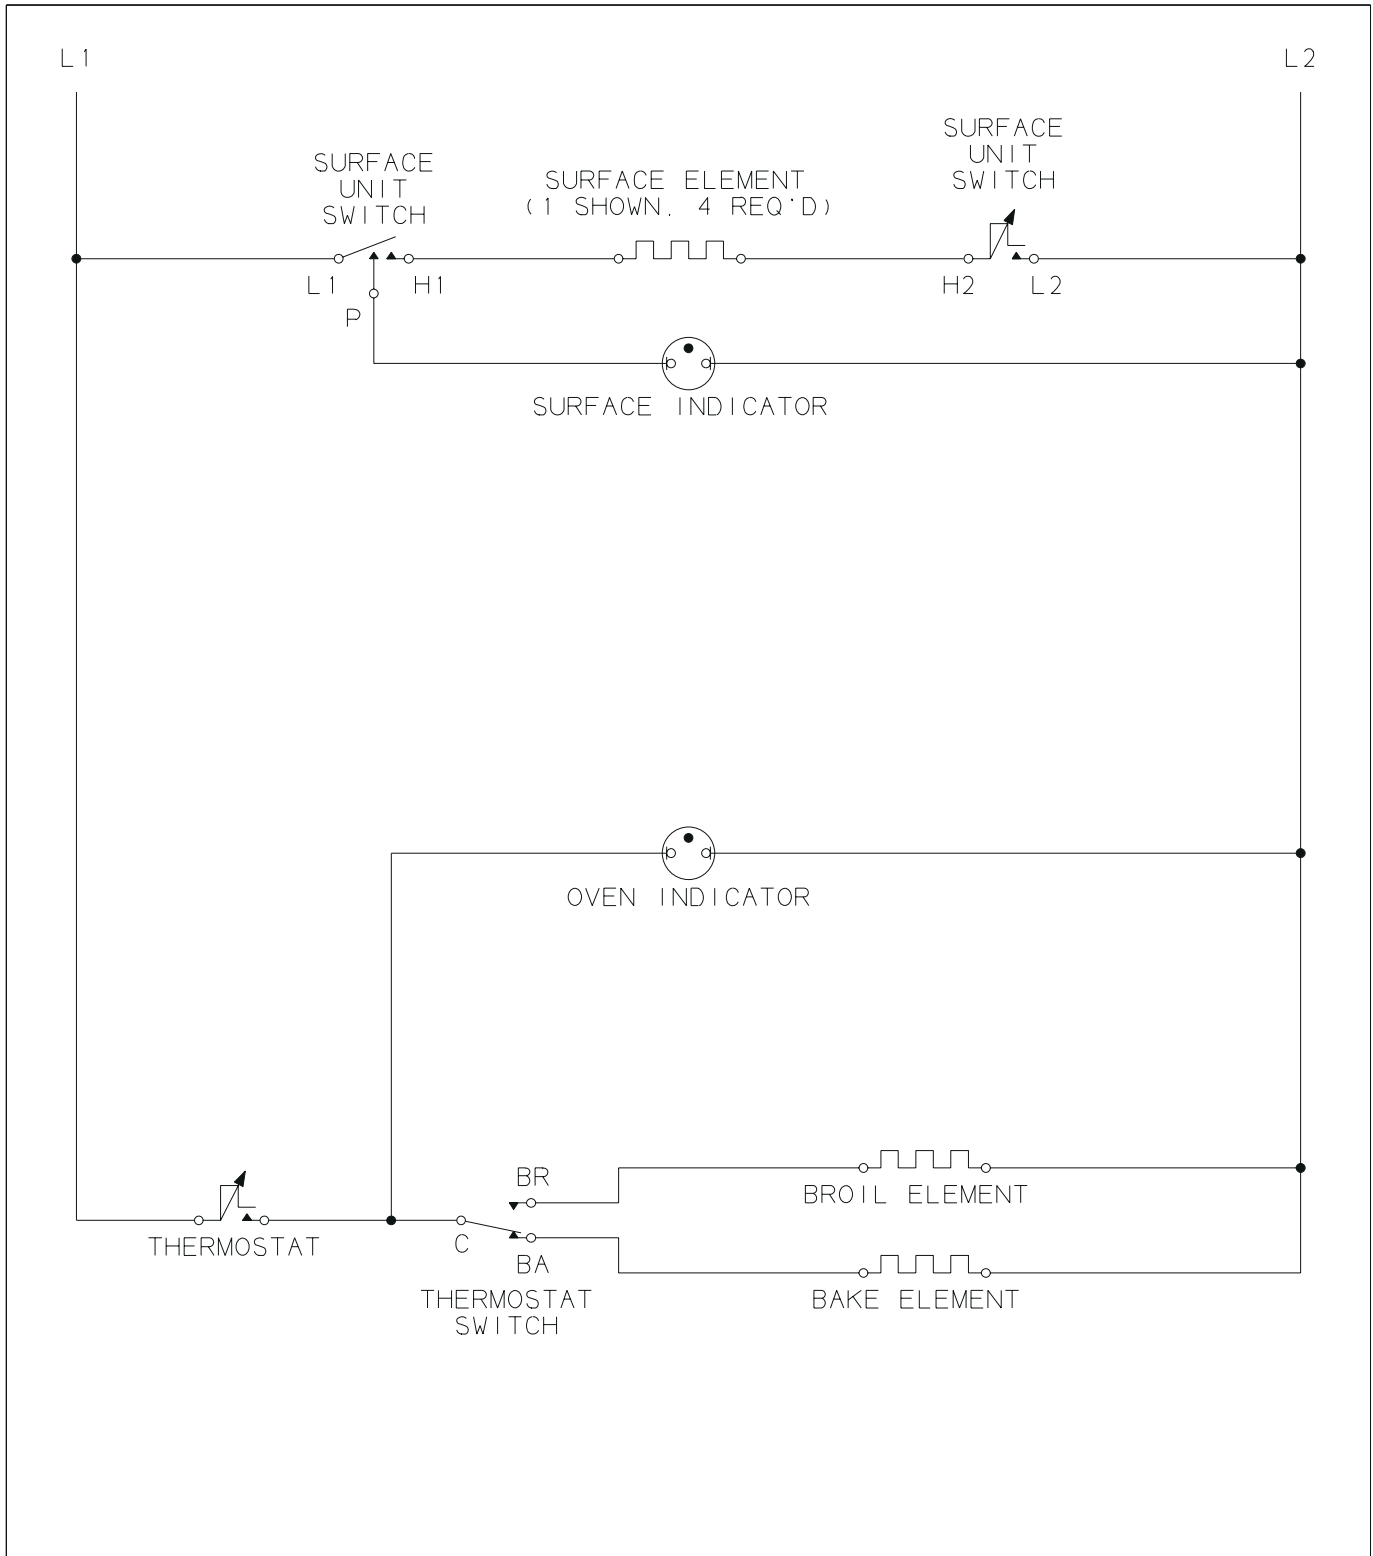 L1
L2
SURFACE
UNIT
SWITCH
SURFACE ELEMENT
(1 SHOWN, 4 REQ'D)
SURFACE
UNIT
SWITCH
L1
H1
H2
L2
P
SURFACE INDICATOR
OVEN INDICATOR
BR
BROIL ELEMENT
THERMOSTAT
C
BA
THERMOSTAT
SWITCH
BAKE ELEMENT